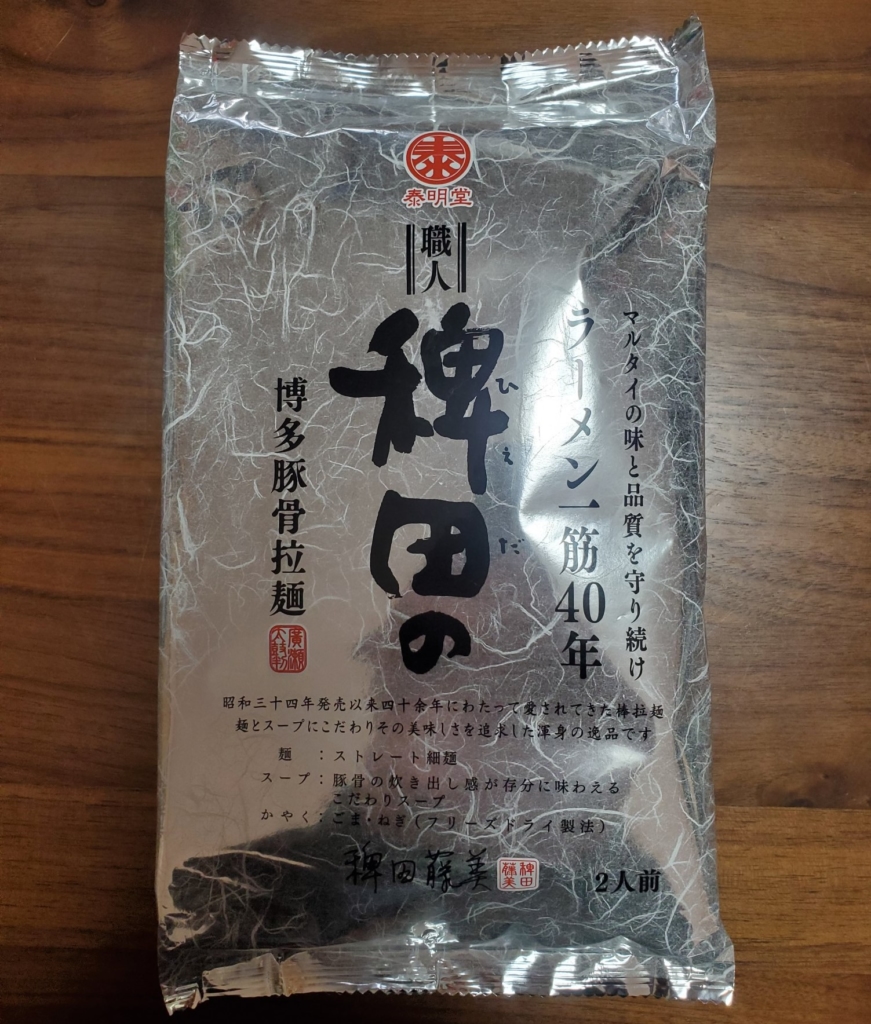 泰
泰明堂
職人
稗田の
ひえだ
マルタイの味と品質を守り続け
ラーメン一筋40年
博多豚骨拉麺
昭和三十四年発売以来四十余年にわたって愛されてきた棒拉麺
麺とスープにこだわりその美味しさを追求した渾身の逸品です
麺 : ストレート細麺
スープ : 豚骨の炊き出し感が存分に味わえる
こだわりスープ
かやく : ごま・ねぎ(フリーズドライ製法)
稗田藤美
稗田
藤美
2人前